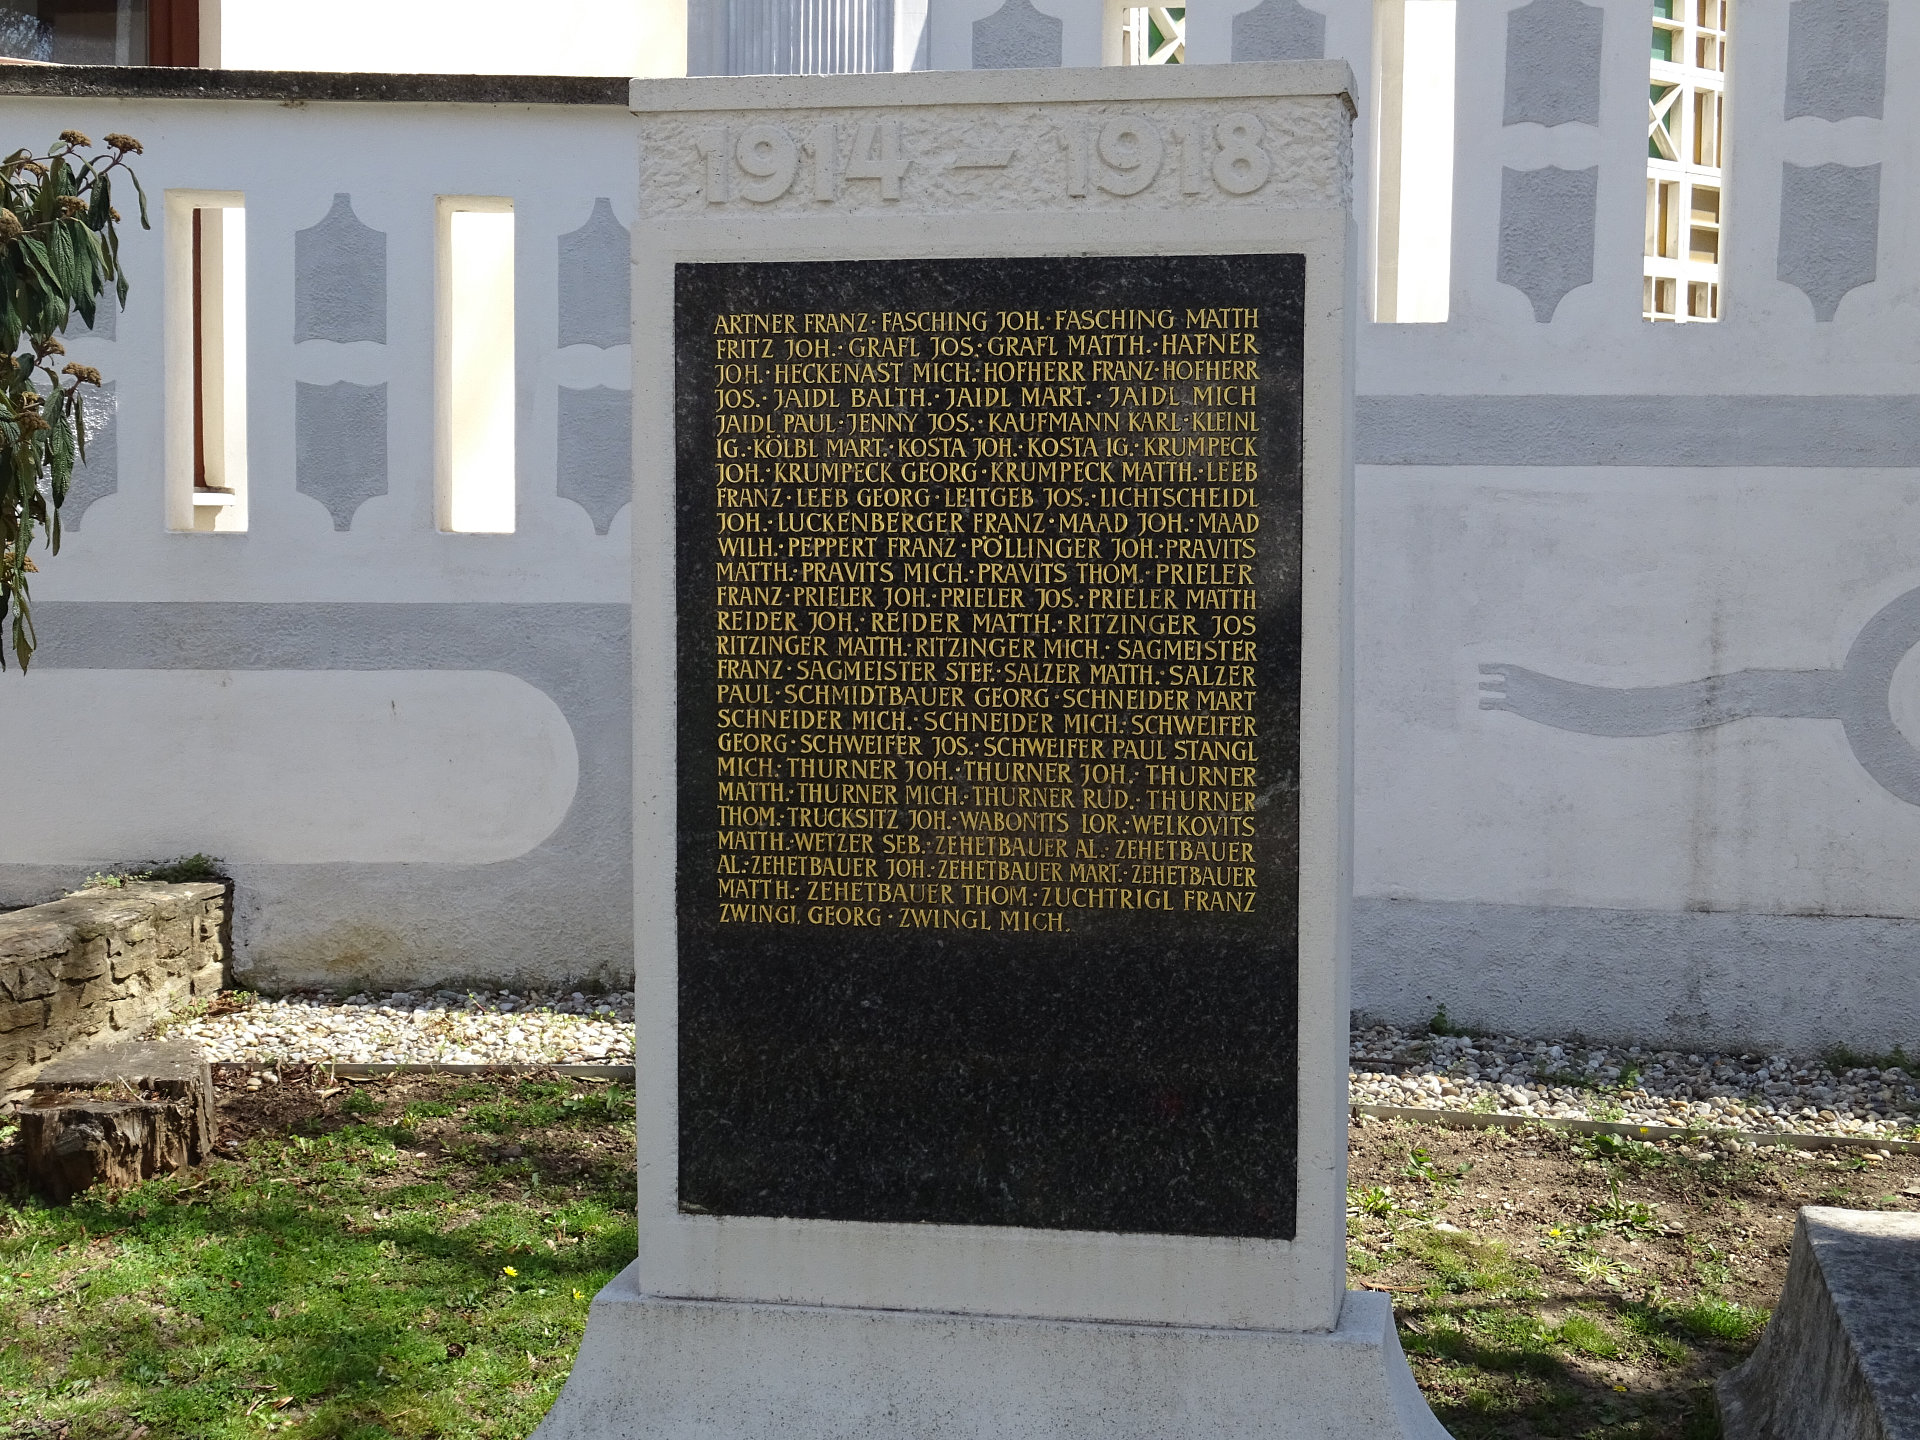 1914 – 1918
ARTNER FRANZ·FASCHING JOH.·FASCHING MATTH
FRITZ JOH.·GRAFL JOS.·GRAFL MATTH.·HAFNER
JOH.·HECKENAST MICH.·HOFHERR FRANZ·HOFHERR
JOS.·JAIDL BALTH.·JAIDL MART.·JAIDL MICH
JAIDL PAUL·JENNY JOS.·KAUFMANN KARL·KLEINL
IG.·KÖLBL MART.·KOSTA JOH.·KOSTA IG.·KRUMPECK
JOH.·KRUMPECK GEORG·KRUMPECK MATTH.·LEEB
FRANZ·LEEB GEORG·LEITGEB JOS.·LICHTSCHEIDL
JOH.·LUCKENBERGER FRANZ·MAAD JOH.·MAAD
WILH.·PEPPERT FRANZ·PÖLLINGER JOH.·PRAVITS
MATTH.·PRAVITS MICH.·PRAVITS THOM.·PRIELER
FRANZ·PRIELER JOH.·PRIELER JOS.·PRIELER MATTH
REIDER JOH.·REIDER MATTH.·RITZINGER JOS
RITZINGER MATTH.·RITZINGER MICH.·SAGMEISTER
FRANZ·SAGMEISTER STEF.·SALZER MATTH.·SALZER
PAUL·SCHMIDTBAUER GEORG·SCHNEIDER MART
SCHNEIDER MICH.·SCHNEIDER MICH.·SCHWEIFER
GEORG·SCHWEIFER JOS.·SCHWEIFER PAUL STANGL
MICH.·THURNER JOH.·THURNER JOH.·THURNER
MATTH.·THURNER MICH.·THURNER RUD.·THURNER
THOM.·TRUCKSITZ JOH.·WABONITS LOR.·WELKOVITS
MATTH.·WETZER SEB.·ZEHETBAUER AL.·ZEHETBAUER
AL.·ZEHETBAUER JOH.·ZEHETBAUER MART.·ZEHETBAUER
MATTH.·ZEHETBAUER THOM.·ZUCHTRIGL FRANZ
ZWINGL GEORG·ZWINGL MICH.